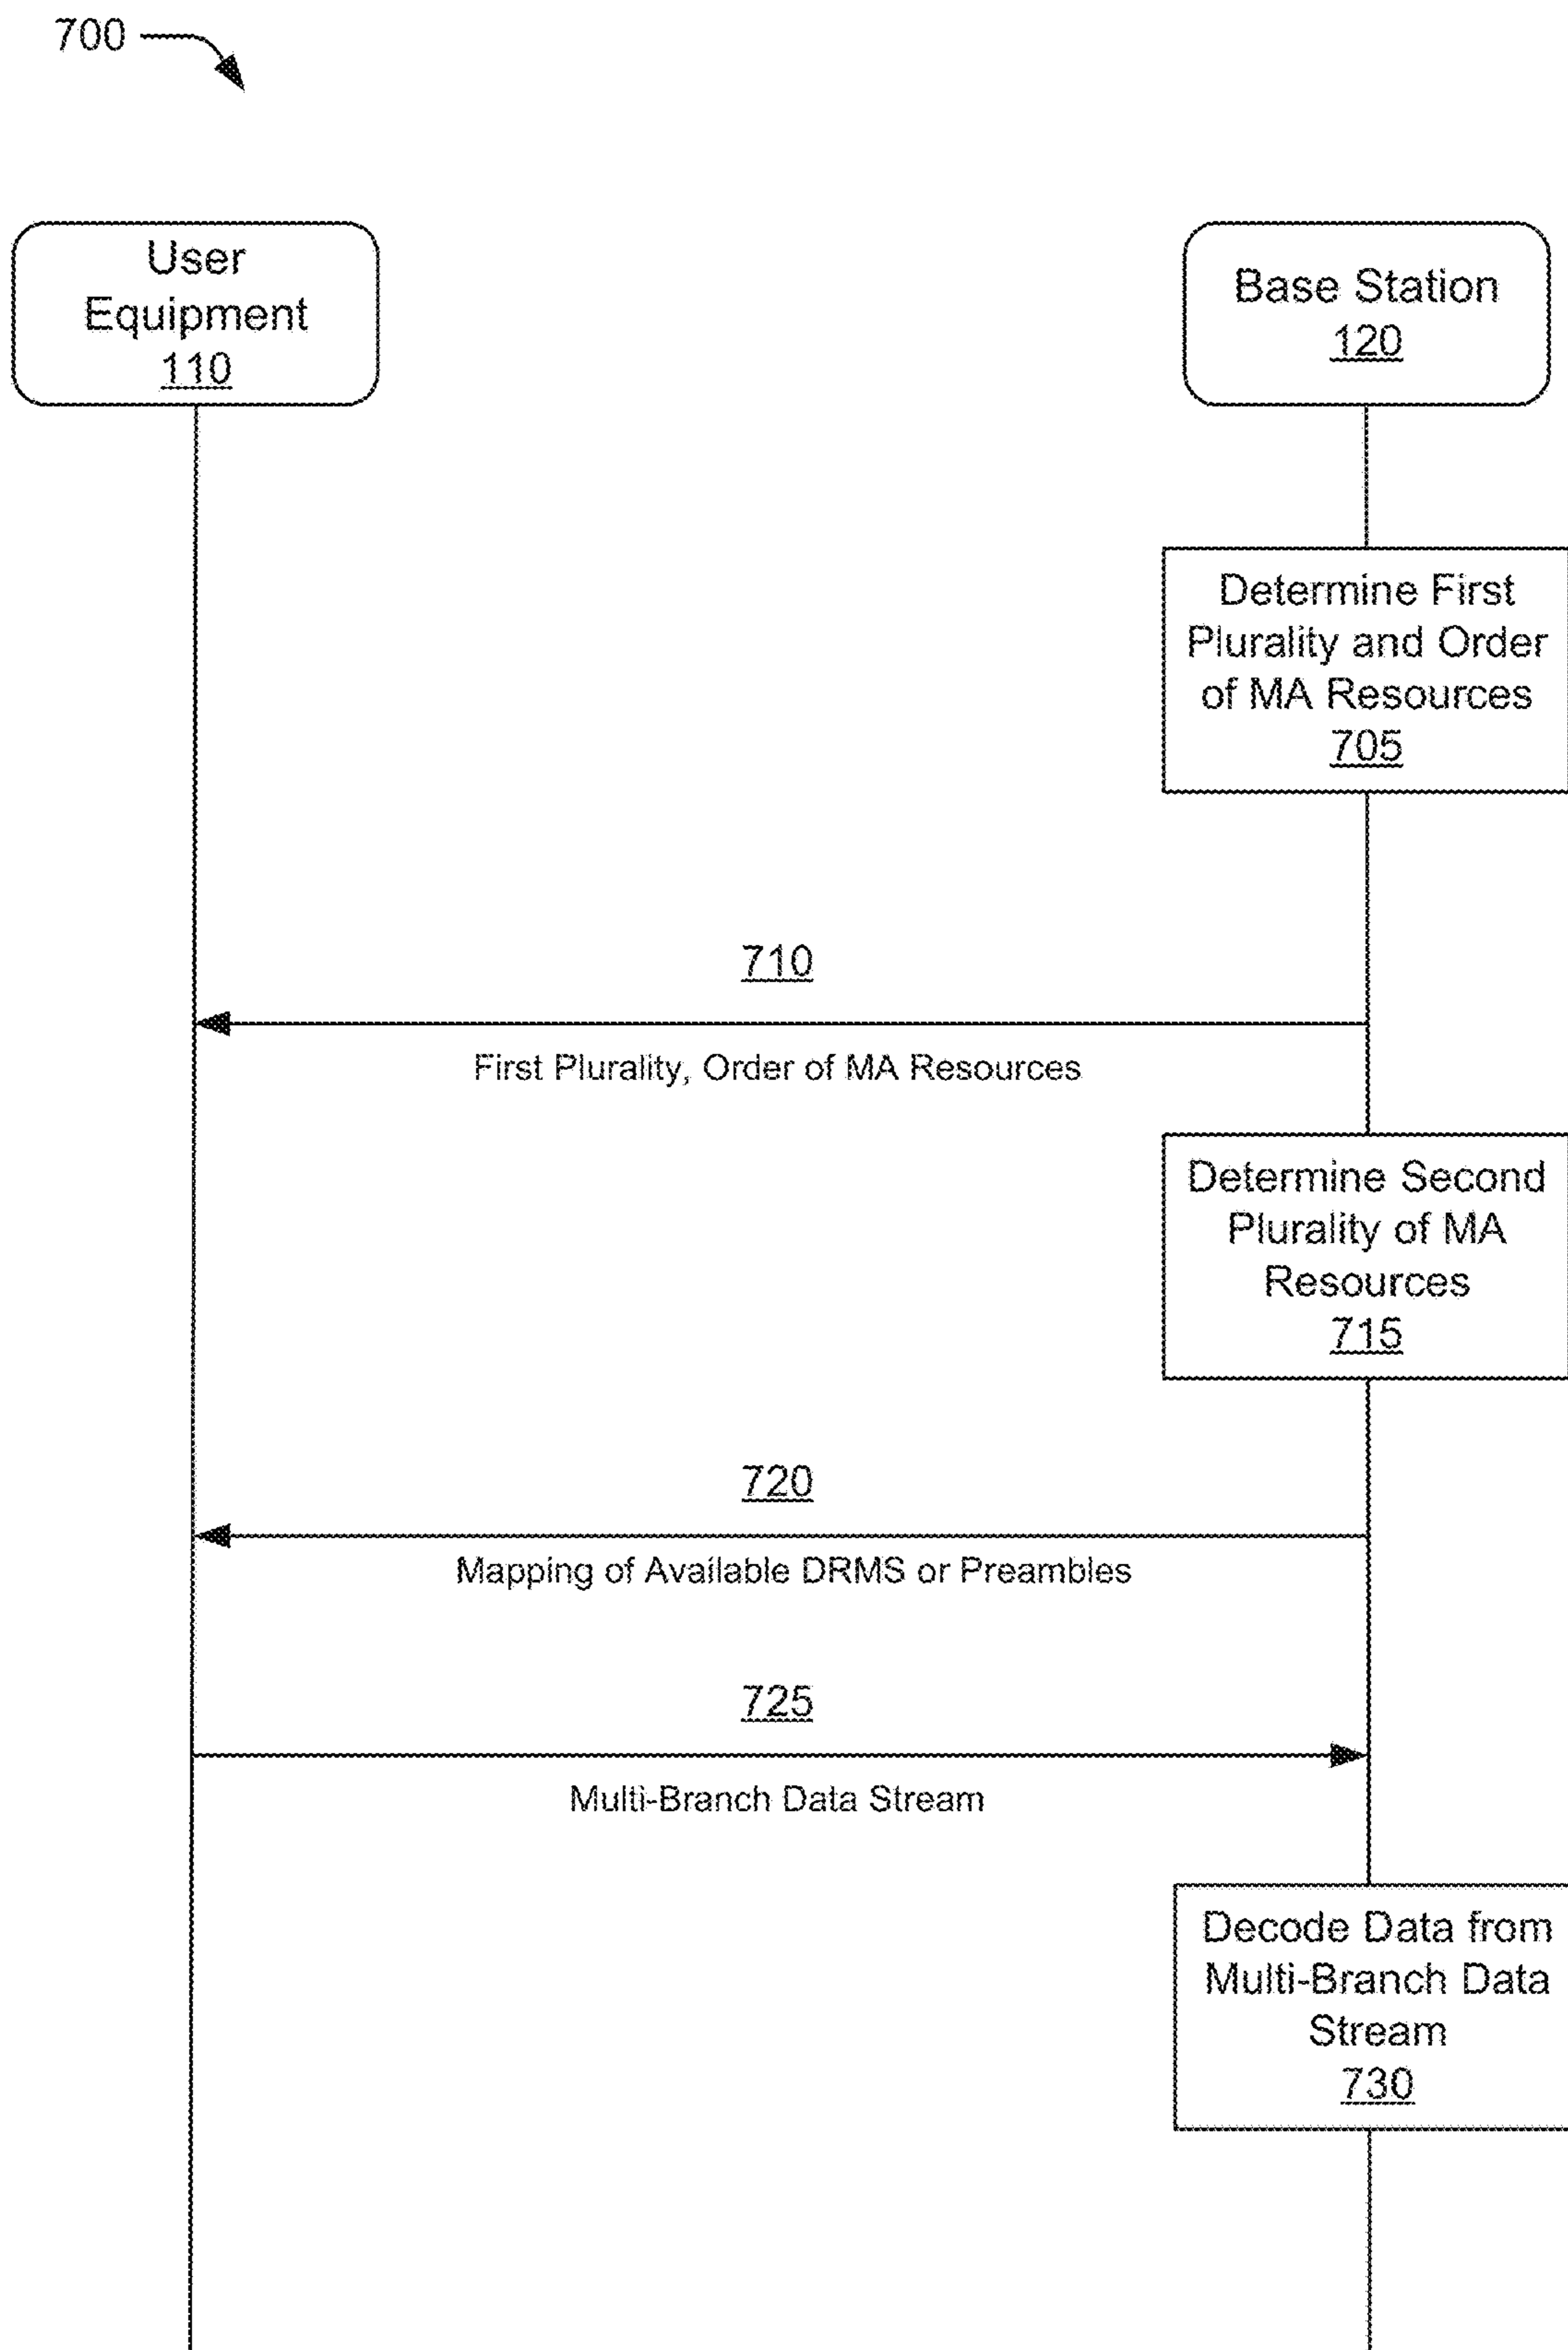 700
User
Equipment
110
Base Station
120
Determine First
Plurality and Order
of MA Resources
705
710
First Plurality, Order of MA Resources
Determine Second
Plurality of MA
Resources
715
720
Mapping of Available DRMS or Preambles
725
Multi-Branch Data Stream
Decode Data from
Multi-Branch Data
Stream
730